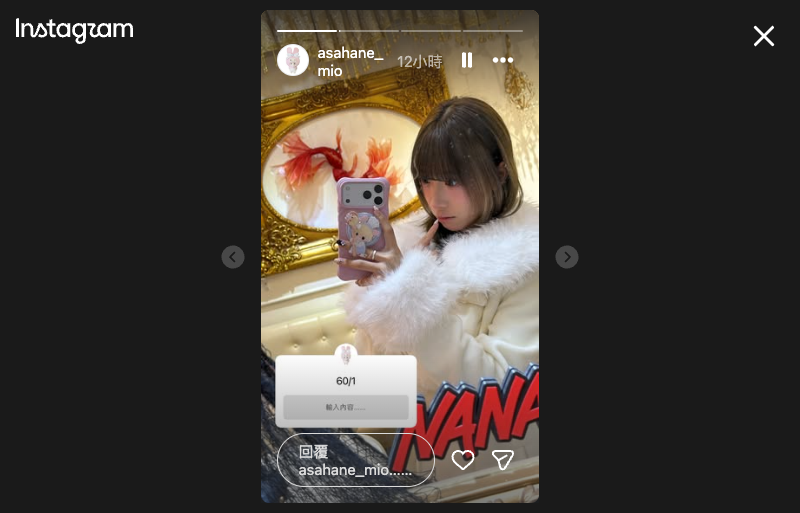 Instagram
asahane_
mio
12小時
60/1
輸入內容……
NANA
回覆
asahane_mio……